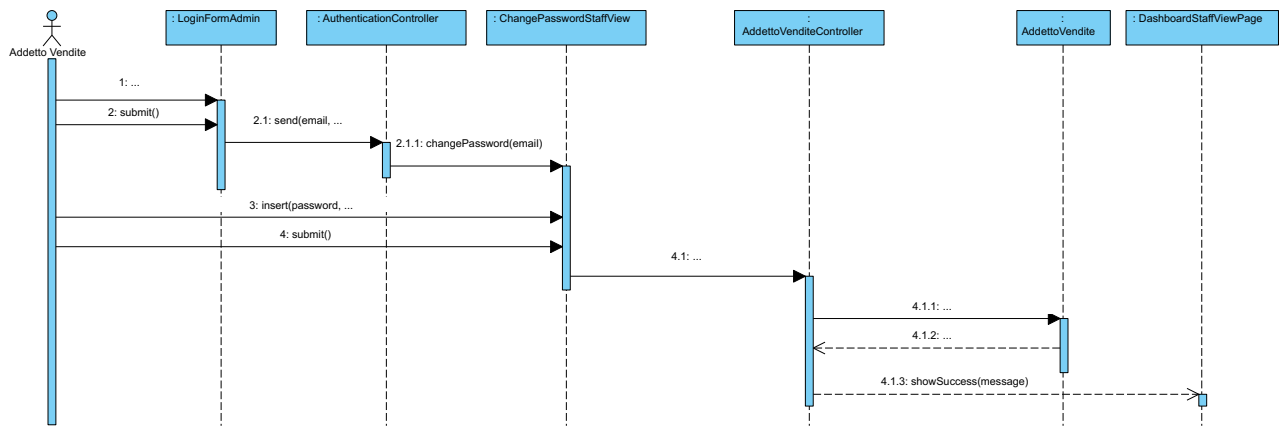 : LoginFormAdmin
: AuthenticationController
: ChangePasswordStaffView
:
AddettoVenditeController
:
AddettoVendite
: DashboardStaffViewPage
Addetto Vendite
1: ...
2: submit()
2.1: send(email, ...
2.1.1: changePassword(email)
3: insert(password, ...
4: submit()
4.1: ...
4.1.1: ...
4.1.2: ...
4.1.3: showSuccess(message)